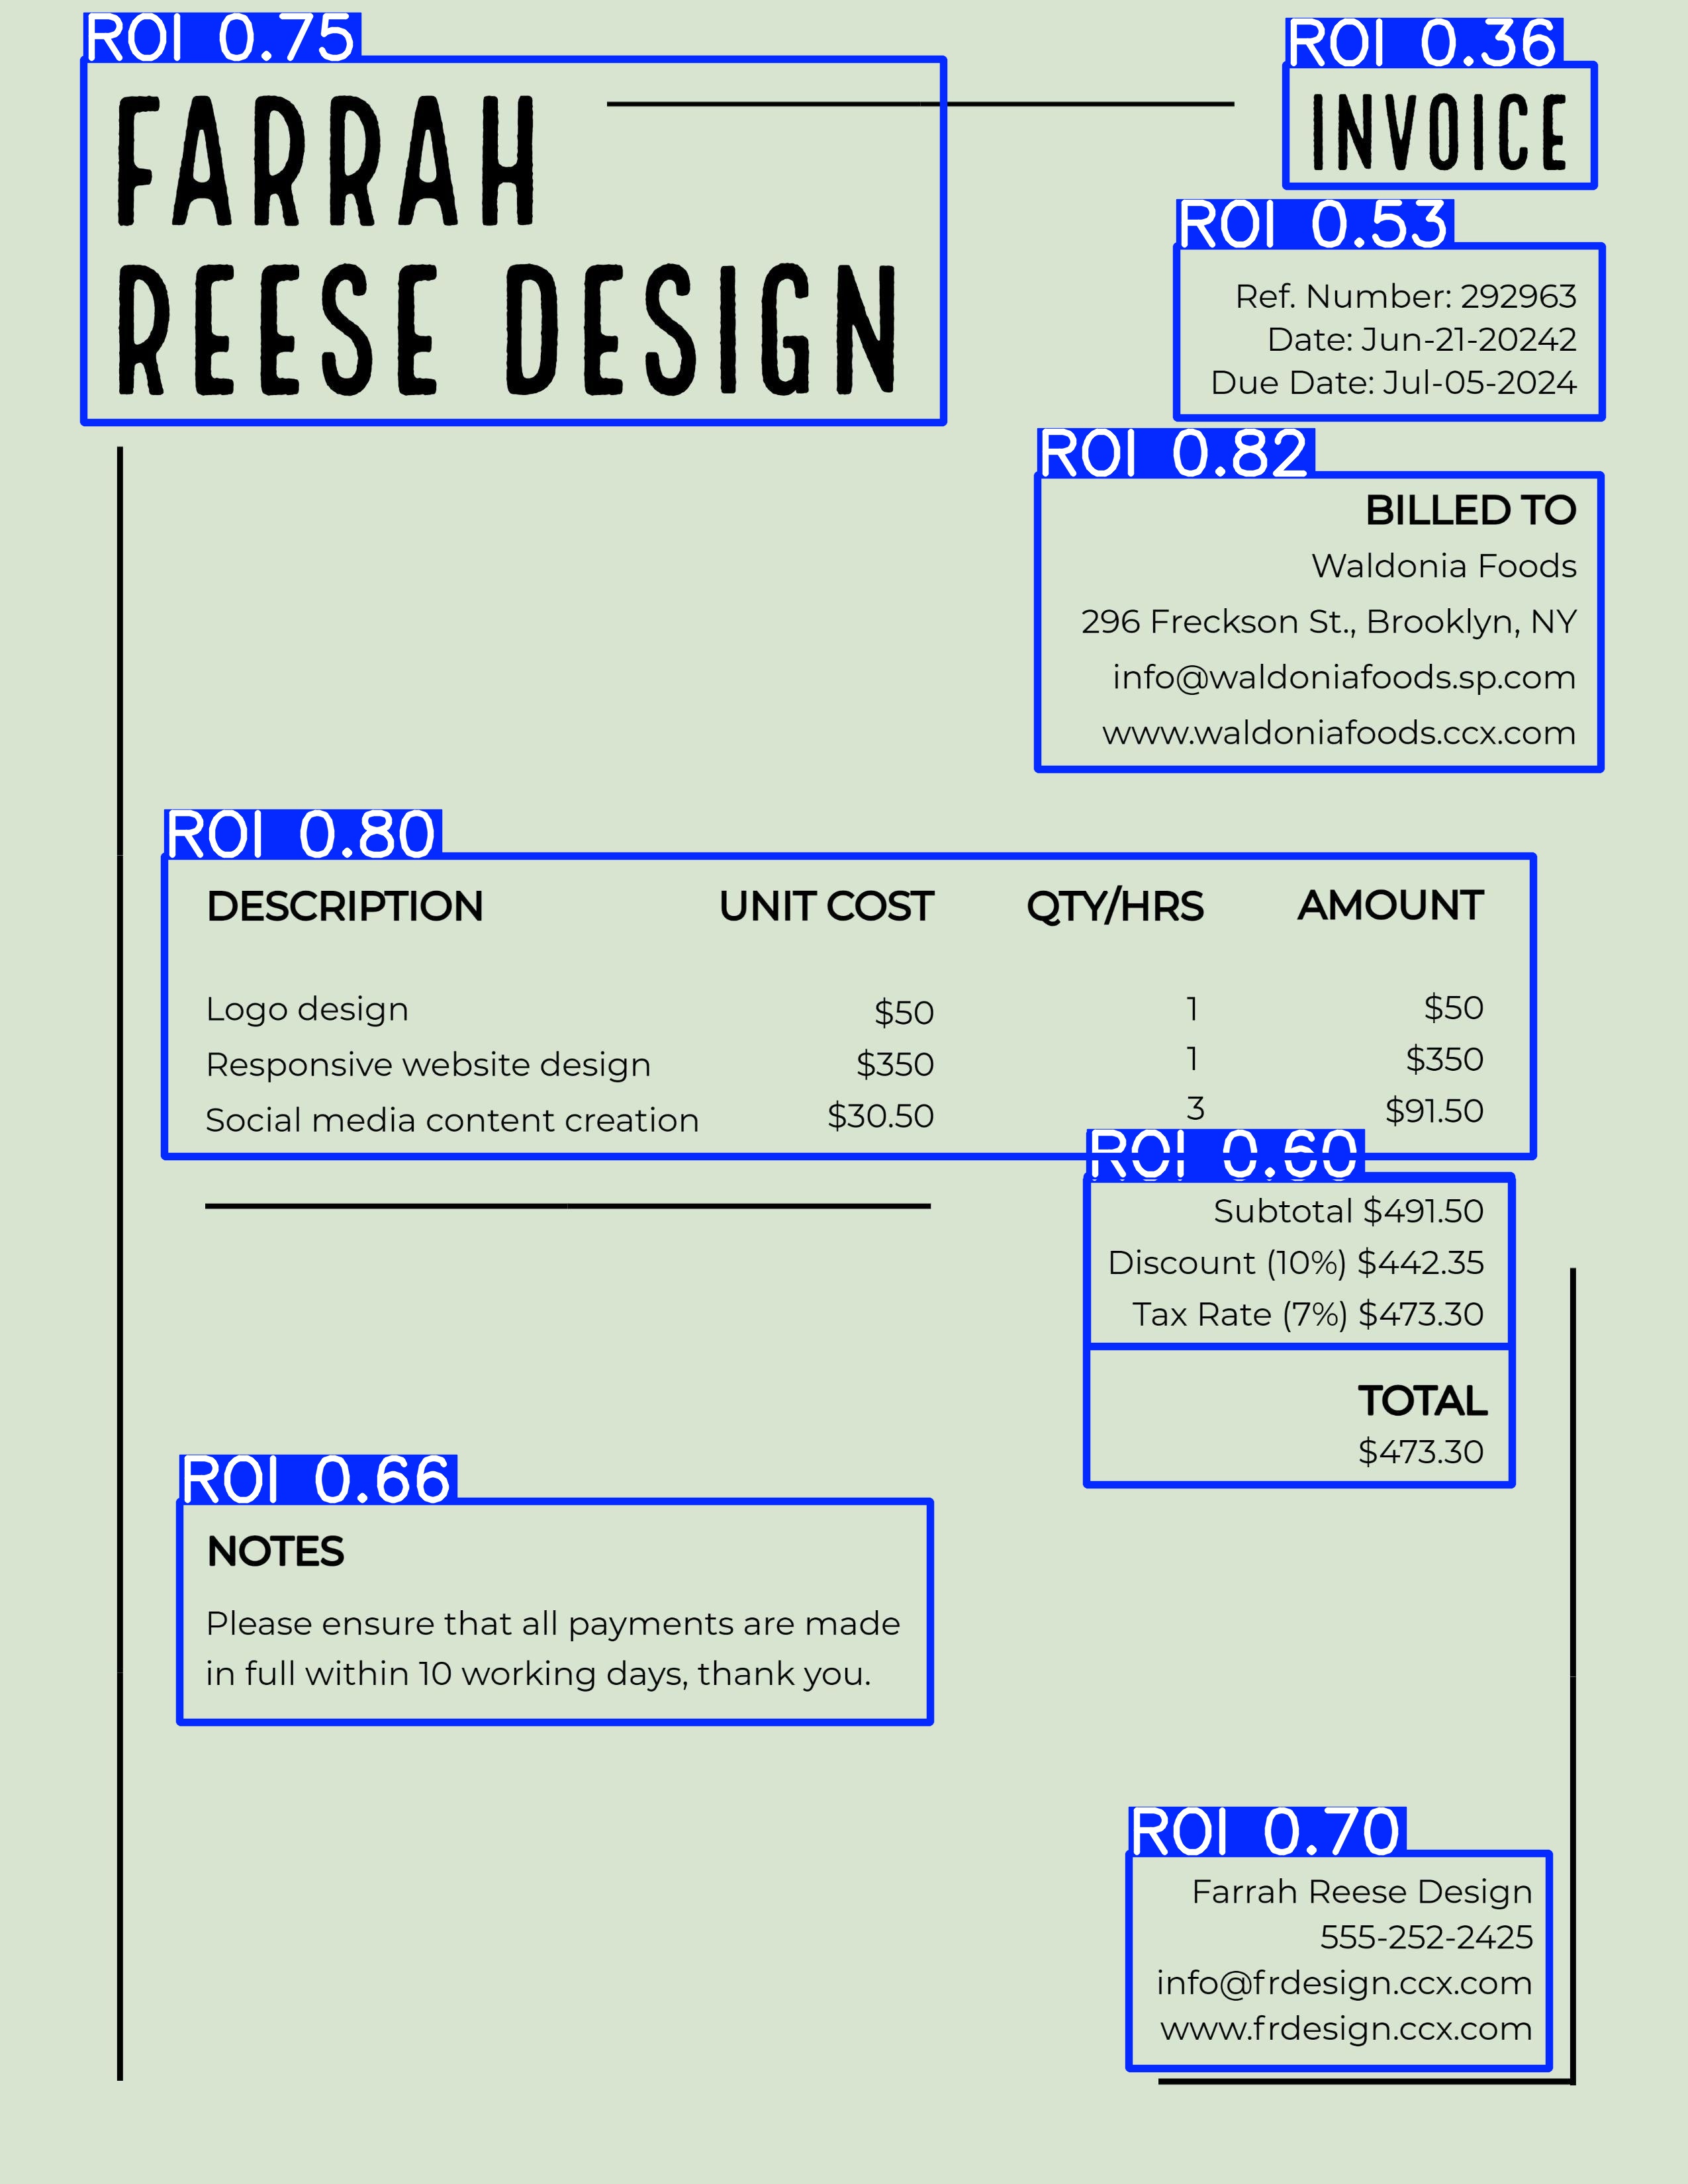 ROI 0.75
FARRAH
REESE DESIGN
ROI 0.36
INVOICE
ROI 0.53
Ref. Number: 292963
Date: Jun-21-20242
Due Date: Jul-05-2024
ROI 0.82
BILLED TO
Waldonia Foods
296 Freckson St., Brooklyn, NY
info@waldoniafoods.sp.com
www.waldoniafoods.ccx.com
ROI 0.80
DESCRIPTION UNIT COST QTY/HRS AMOUNT
Logo design $50 1 $50
Responsive website design $350 1 $350
Social media content creation $30.50 3 $91.50
ROI 0.60
Subtotal $491.50
Discount (10%) $442.35
Tax Rate (7%) $473.30
TOTAL
$473.30
ROI 0.66
NOTES
Please ensure that all payments are made
in full within 10 working days, thank you.
ROI 0.70
Farrah Reese Design
555-252-2425
info@frdesign.ccx.com
www.frdesign.ccx.com